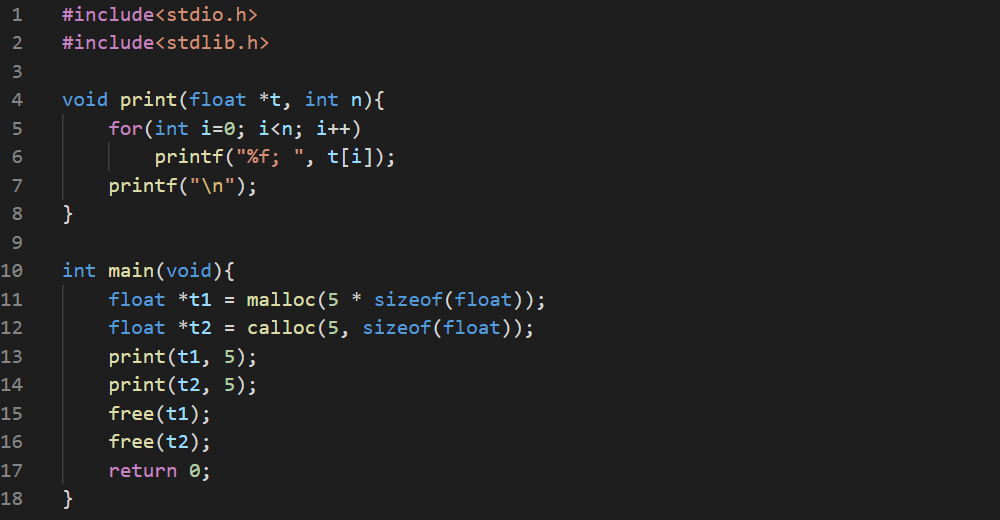 1 #include<stdio.h>
2 #include<stdlib.h>
3
4 void print(float *t, int n){
5     for(int i=0; i<n; i++)
6         printf("%f; ", t[i]);
7     printf("\n");
8 }
9
10 int main(void){
11     float *t1 = malloc(5 * sizeof(float));
12     float *t2 = calloc(5, sizeof(float));
13     print(t1, 5);
14     print(t2, 5);
15     free(t1);
16     free(t2);
17     return 0;
18 }